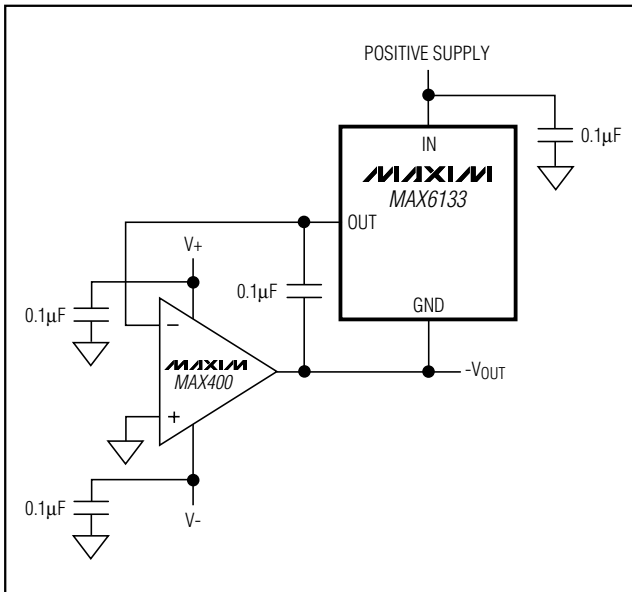 POSITIVE SUPPLY
IN
0.1µF
MAXIM
MAX6133
OUT
V+
0.1µF
0.1µF
GND
−
MAXIM
MAX400
-VOUT
+
0.1µF
V-